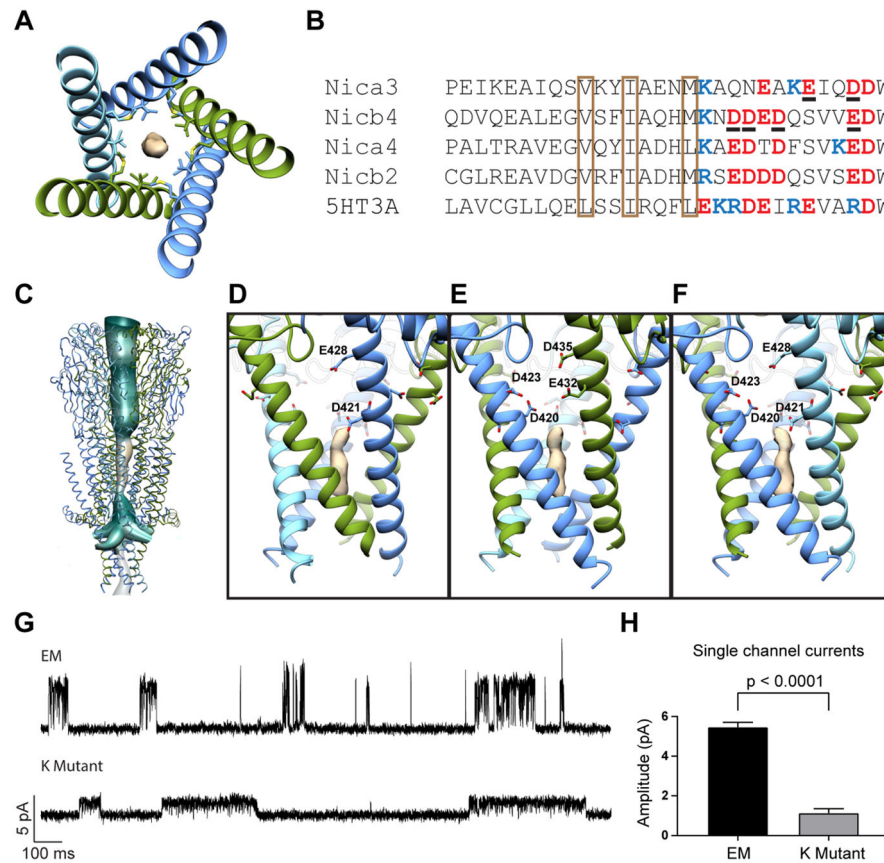 A
B
Nica3 PEIKEAIQSVKYIAENMKAQNEAKEIQDDW
Nicb4 QDVQEALEGVSFIAQHMKNDDEDQSVVEDW
Nica4 PALTRAVEGVQYIADHLKAEDTDFSVKEDW
Nicb2 CGLREAVDGVRFIADHMRSEDDDQSVSEDW
5HT3A LAVCGLLQELSSIRQFLEKRDEIREVARDW
C
D
E
F
E428
D421
D435
D423
E432
D420
E428
D423
D421
D420
G
EM
K Mutant
5 pA
100 ms
H
Single channel currents
p < 0.0001
Amplitude (pA)
6
4
2
0
EM
K Mutant